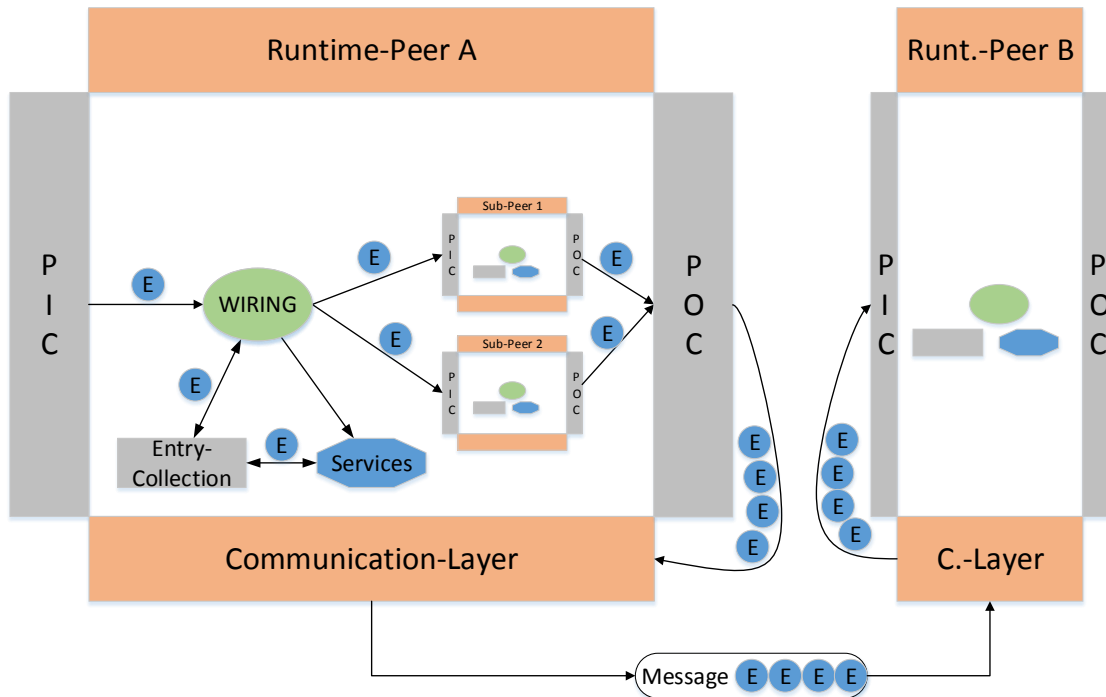 Runtime-Peer A
Runt.-Peer B
P
I
C
E
WIRING
E
E
E
E
Entry-
Collection
E
Services
Sub-Peer 1
P
I
C
P
O
C
E
Sub-Peer 2
P
I
C
P
O
C
E
P
O
C
E
E
E
E
E
E
E
E
P
I
C
P
O
C
Communication-Layer
C.-Layer
Message E E E E